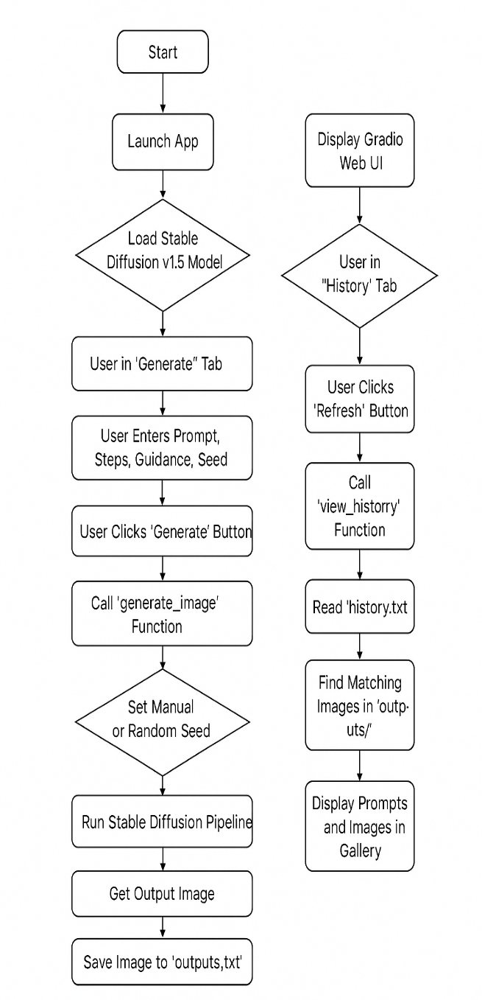 Start
Launch App
Load Stable
Diffusion v1.5 Model
User in 'Generate" Tab
User Enters Prompt,
Steps, Guidance, Seed
User Clicks 'Generate' Button
Call 'generate_image'
Function
Set Manual
or Random Seed
Run Stable Diffusion Pipeline
Get Output Image
Save Image to 'outputs,txt'
Display Gradio
Web UI
User in
"History' Tab
User Clicks
'Refresh' Button
Call
'view_historry'
Function
Read 'history.txt
Find Matching
Images in 'outp-
uts/'
Display Prompts
and Images in
Gallery